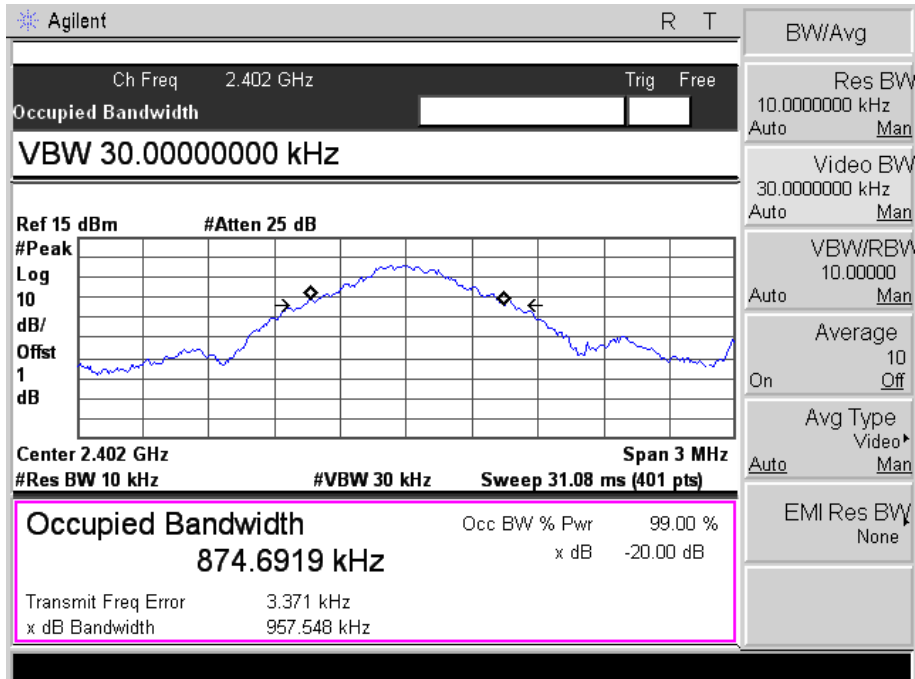 Agilent R T
Ch Freq 2.402 GHz Trig Free
Occupied Bandwidth
VBW 30.00000000 kHz
Ref 15 dBm #Atten 25 dB
#Peak
Log
10
dB/
Offst
1
dB
Center 2.402 GHz Span 3 MHz
#Res BW 10 kHz #VBW 30 kHz Sweep 31.08 ms (401 pts)
Occupied Bandwidth Occ BW % Pwr 99.00 %
874.6919 kHz x dB -20.00 dB
Transmit Freq Error 3.371 kHz
x dB Bandwidth 957.548 kHz
BW/Avg
Res BW
10.0000000 kHz
Auto Man
Video BW
30.0000000 kHz
Auto Man
VBW/RBW
10.00000
Auto Man
Average
10
On Off
Avg Type
Video
Auto Man
EMI Res BW
None